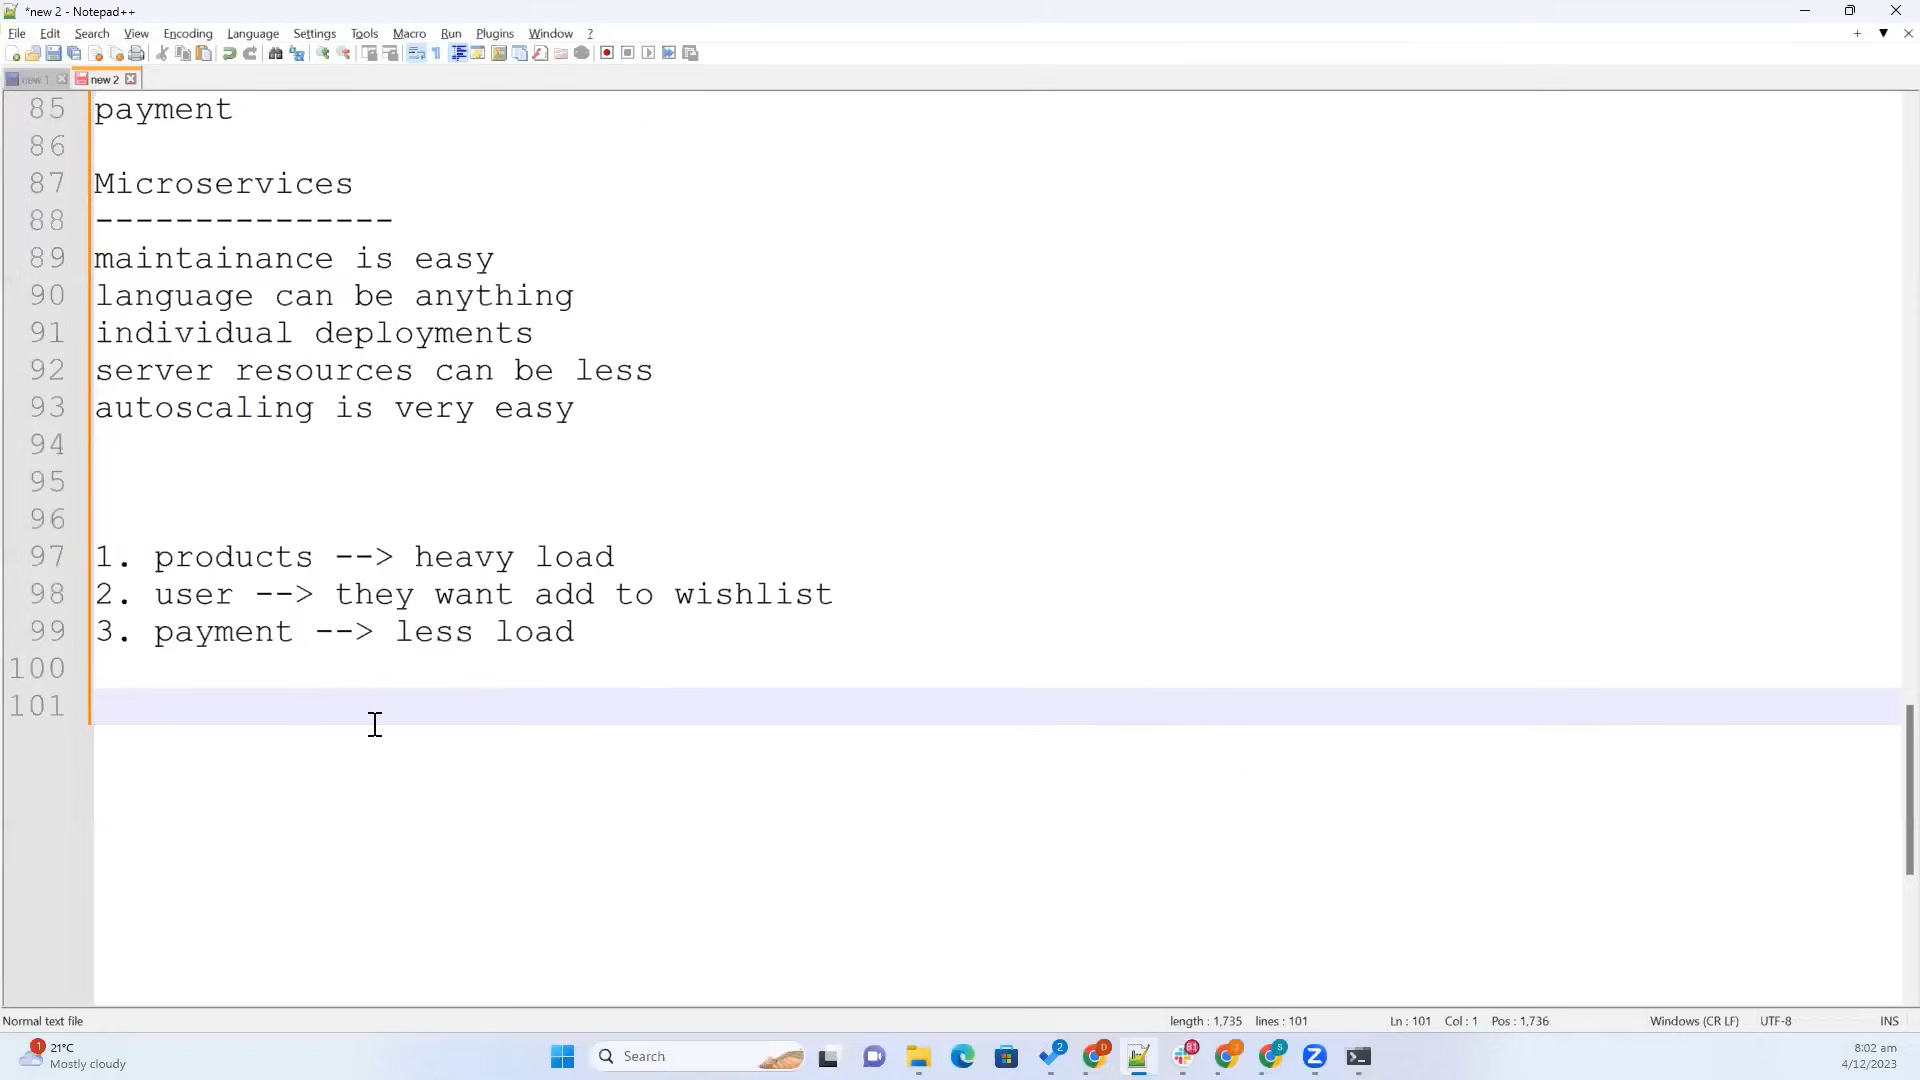 *new 2 - Notepad++
File Edit Search View Encoding Language Settings Tools Macro Run Plugins Window ?
new 1 new 2
85 payment
86
87 Microservices
88 ---------------
89 maintainance is easy
90 language can be anything
91 individual deployments
92 server resources can be less
93 autoscaling is very easy
94
95
96
97 1. products --> heavy load
98 2. user --> they want add to wishlist
99 3. payment --> less load
100
101
Normal text file length : 1,735 lines : 101 Ln : 101 Col : 1 Pos : 1,736 Windows (CR LF) UTF-8 INS
1 21°C
Mostly cloudy
Search
2 D 81 J S
8:02 am
4/12/2023